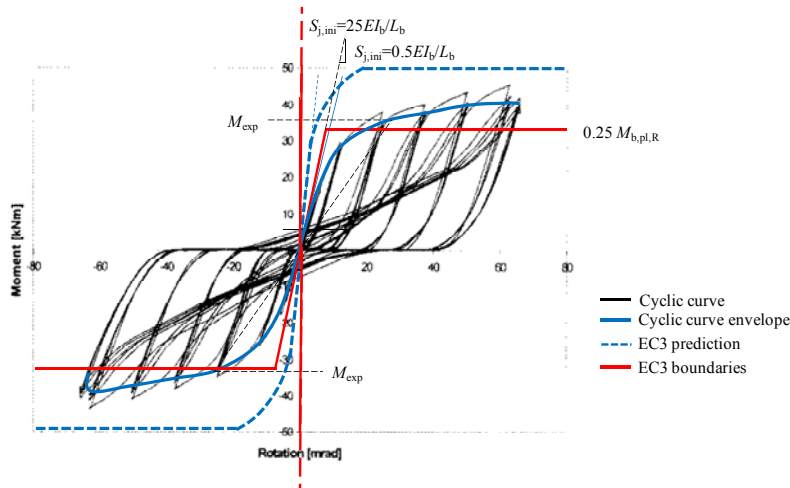 S_j,ini=25EI_b/L_b
S_j,ini=0.5EI_b/L_b
50
40
M_exp
30
0.25 M_b,pl,R
20
10
Moment [kNm]
-80
-60
-40
-20
20
40
60
80
-40
-50
M_exp
Rotation [mrad]
Cyclic curve
Cyclic curve envelope
EC3 prediction
EC3 boundaries